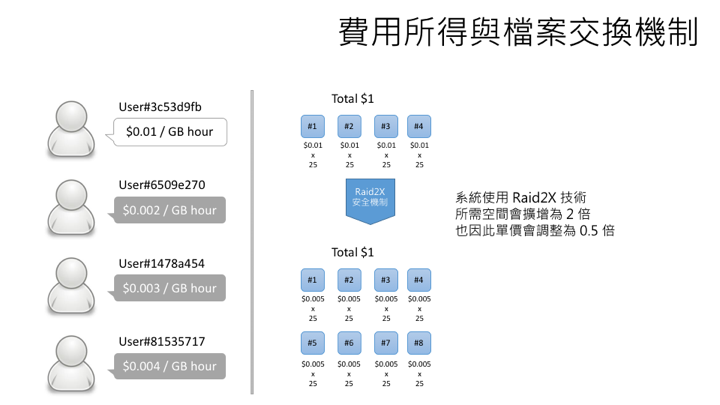 費用所得與檔案交換機制
User#3c53d9fb
$0.01 / GB hour
User#6509e270
$0.002 / GB hour
User#1478a454
$0.003 / GB hour
User#81535717
$0.004 / GB hour
Total $1
#1 #2 #3 #4
$0.01 $0.01 $0.01 $0.01
x x x x
25 25 25 25
Raid2X
安全機制
Total $1
#1 #2 #3 #4
$0.005 $0.005 $0.005 $0.005
x x x x
25 25 25 25
#5 #6 #7 #8
$0.005 $0.005 $0.005 $0.005
x x x x
25 25 25 25
系統使用 Raid2X 技術
所需空間會擴增為 2 倍
也因此單價會調整為 0.5 倍